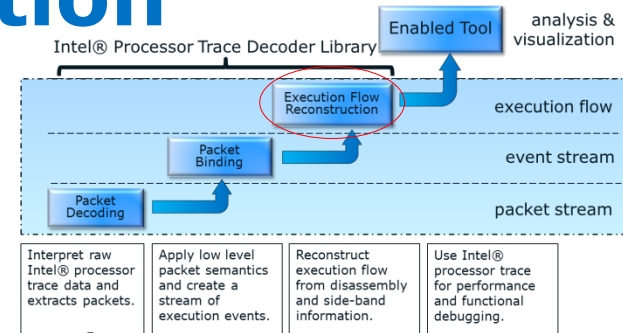 tion
Intel® Processor Trace Decoder Library
Enabled Tool
analysis &
visualization
Execution Flow
Reconstruction
execution flow
Packet
Binding
event stream
Packet
Decoding
packet stream
Interpret raw
Intel® processor
trace data and
extracts packets.
Apply low level
packet semantics
and create a
stream of
execution events.
Reconstruct
execution flow
from disassembly
and side-band
information.
Use Intel®
processor trace
for performance
and functional
debugging.